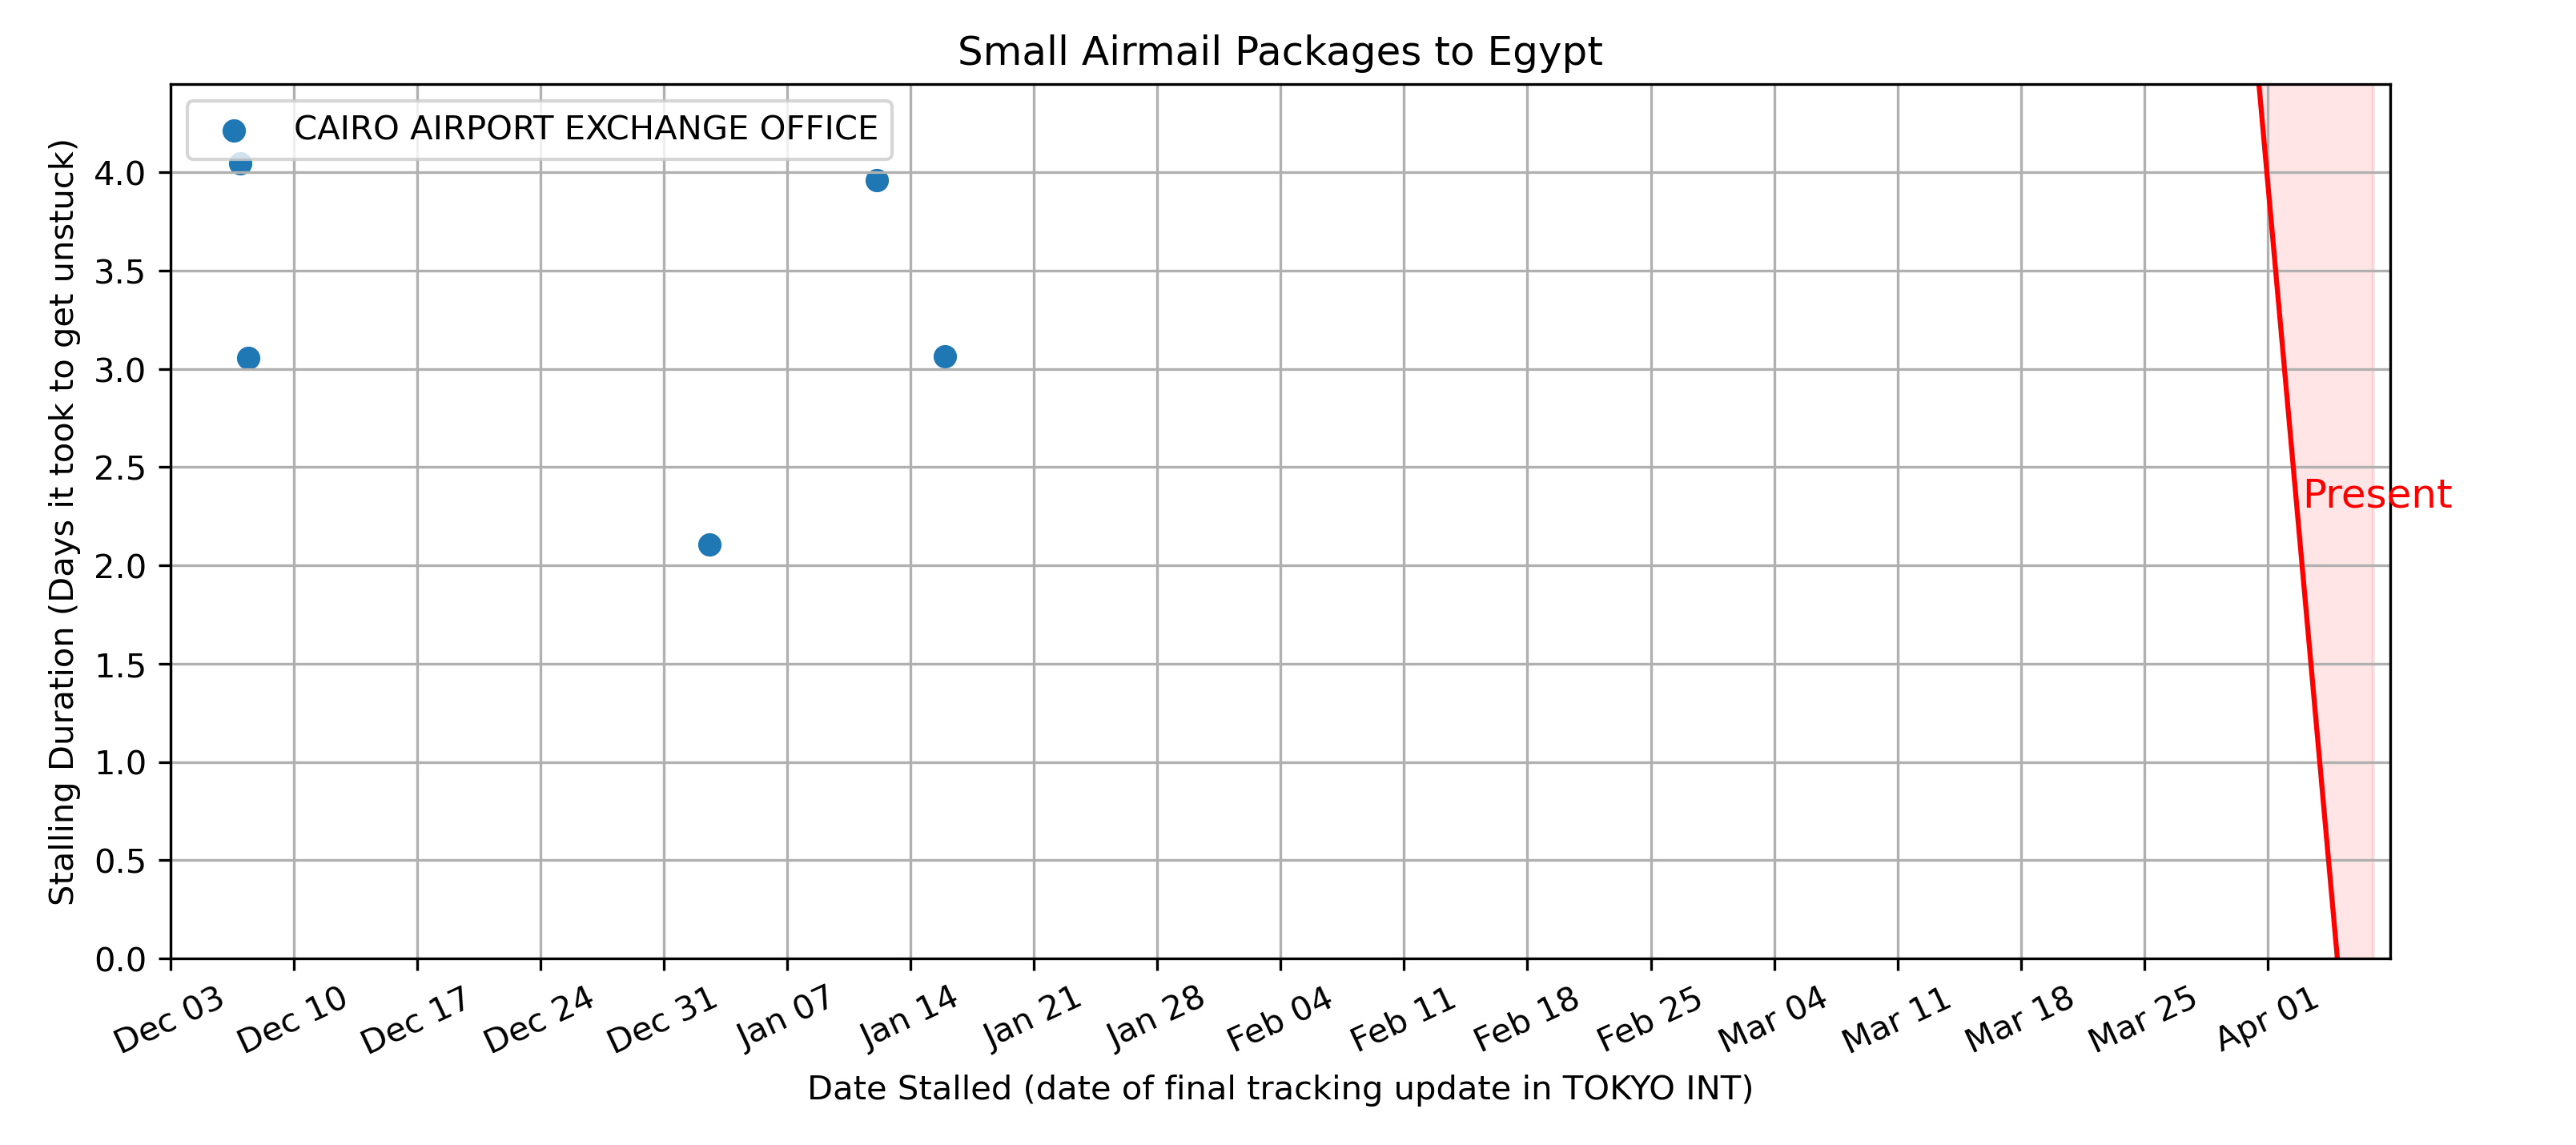 Small Airmail Packages to Egypt
CAIRO AIRPORT EXCHANGE OFFICE
Stalling Duration (Days it took to get unstuck)
4.0
3.5
3.0
2.5
2.0
1.5
1.0
0.5
0.0
Present
Dec 03
Dec 10
Dec 17
Dec 24
Dec 31
Jan 07
Jan 14
Jan 21
Jan 28
Feb 04
Feb 11
Feb 18
Feb 25
Mar 04
Mar 11
Mar 18
Mar 25
Apr 01
Date Stalled (date of final tracking update in TOKYO INT)